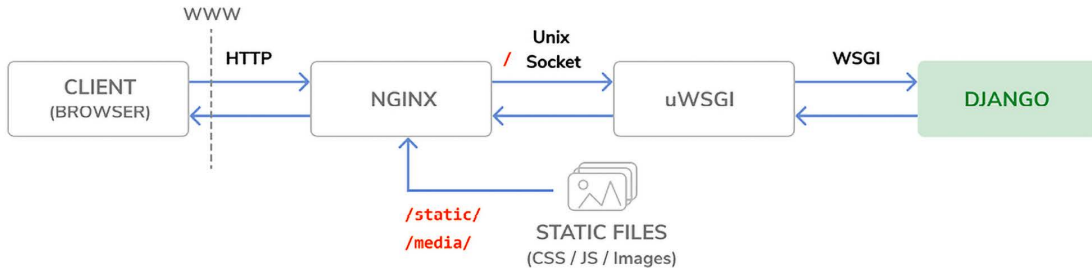 WWW
HTTP
/
Unix
Socket
WSGI
CLIENT
(BROWSER)
NGINX
uWSGI
DJANGO
/static/
/media/
STATIC FILES
(CSS / JS / Images)